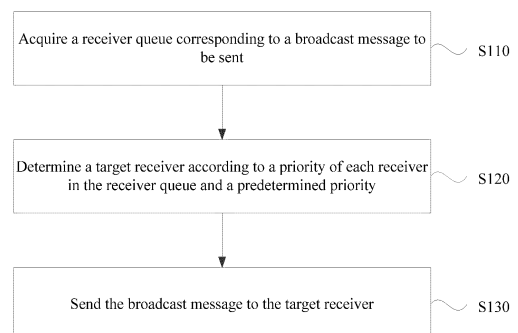 Acquire a receiver queue corresponding to a broadcast message to
be sent
S110
Determine a target receiver according to a priority of each receiver
in the receiver queue and a predetermined priority
S120
Send the broadcast message to the target receiver
S130